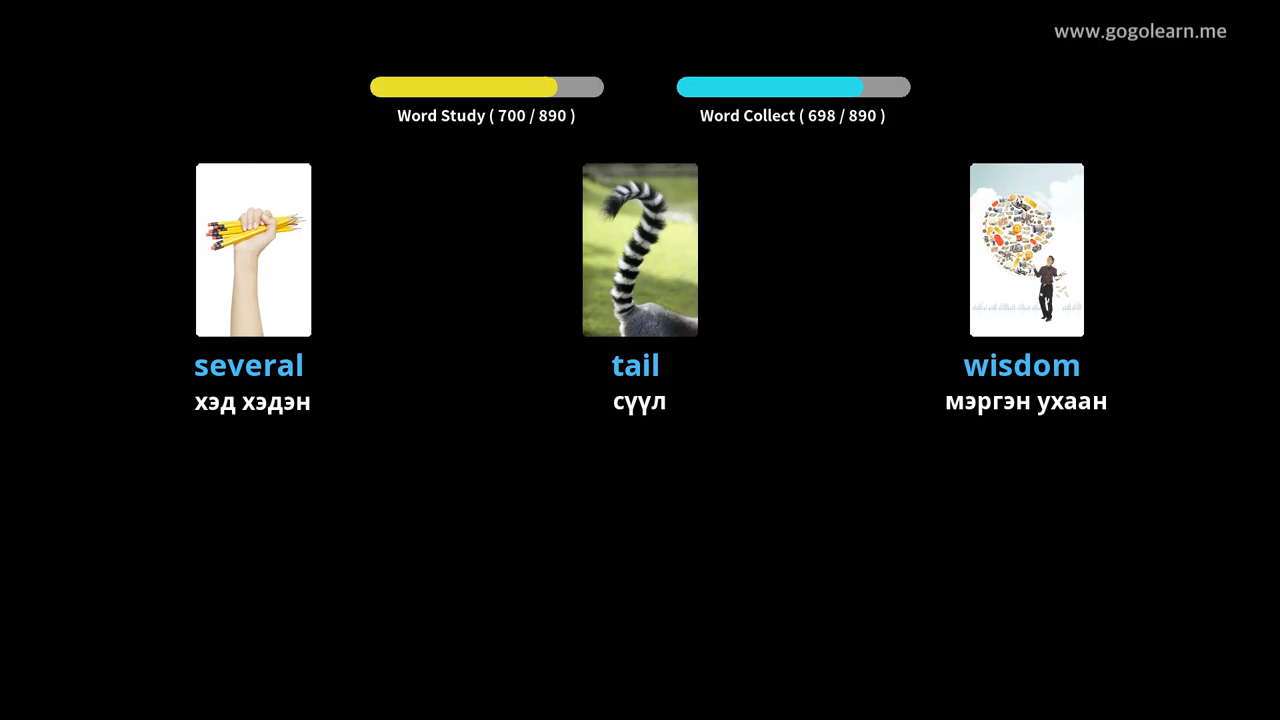 www.gogolearn.me
Word Study ( 700 / 890 )
Word Collect ( 698 / 890 )
several
хэд хэдэн
tail
сүүл
wisdom
мэргэн ухаан